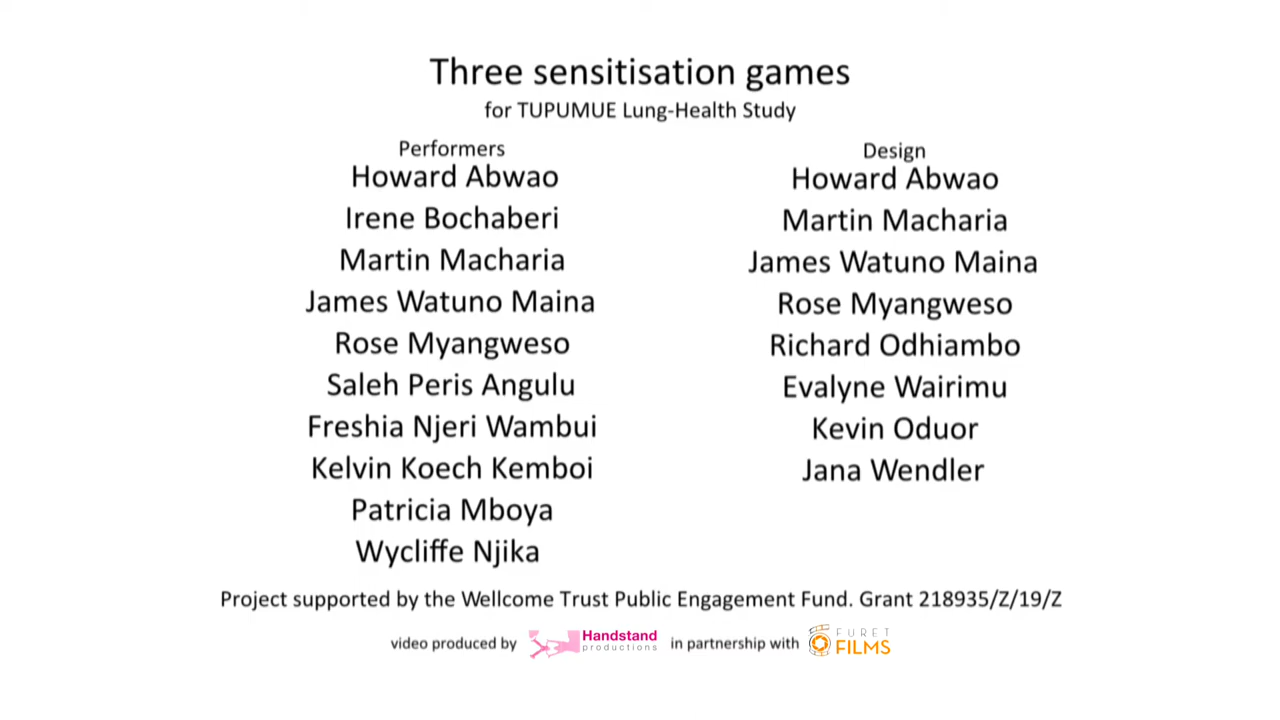 Three sensitisation games
for TUPUMUE Lung-Health Study
Performers
Howard Abwao
Irene Bochaberi
Martin Macharia
James Watuno Maina
Rose Myangweso
Saleh Peris Angulu
Freshia Njeri Wambui
Kelvin Koech Kemboi
Patricia Mboya
Wycliffe Njika
Design
Howard Abwao
Martin Macharia
James Watuno Maina
Rose Myangweso
Richard Odhiambo
Evalyne Wairimu
Kevin Oduor
Jana Wendler
Project supported by the Wellcome Trust Public Engagement Fund. Grant 218935/Z/19/Z
video produced by Handstand productions in partnership with FURET FILMS